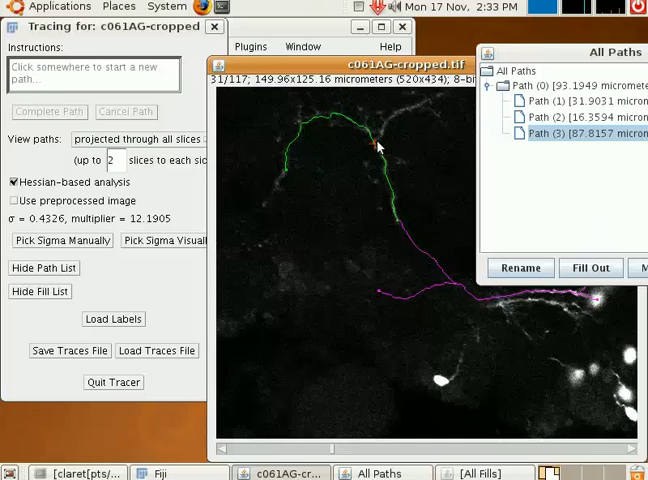 Applications Places System
Mon 17 Nov, 2:33 PM
Tracing for: c061AG-cropped
Instructions:
Click somewhere to start a new
path...
Complete Path Cancel Path
View paths: projected through all slices
(up to 2 slices to each sid
Hessian-based analysis
Use preprocessed image
σ = 0.4326, multiplier = 12.1905
Pick Sigma Manually Pick Sigma Visuall
Hide Path List
Hide Fill List
Load Labels
Save Traces File Load Traces File
Quit Tracer
Plugins Window Help
c061AG-cropped.tif
31/117; 149.96x125.16 micrometers (520x434); 8-bi
All Paths
All Paths
Path (0) [93.1949 micromete
Path (1) [31.9031 micron
Path (2) [16.3594 micron
Path (3) [87.8157 micron
Rename Fill Out M
[claret[pts/... Fiji c061AG-crop... All Paths [All Fills]